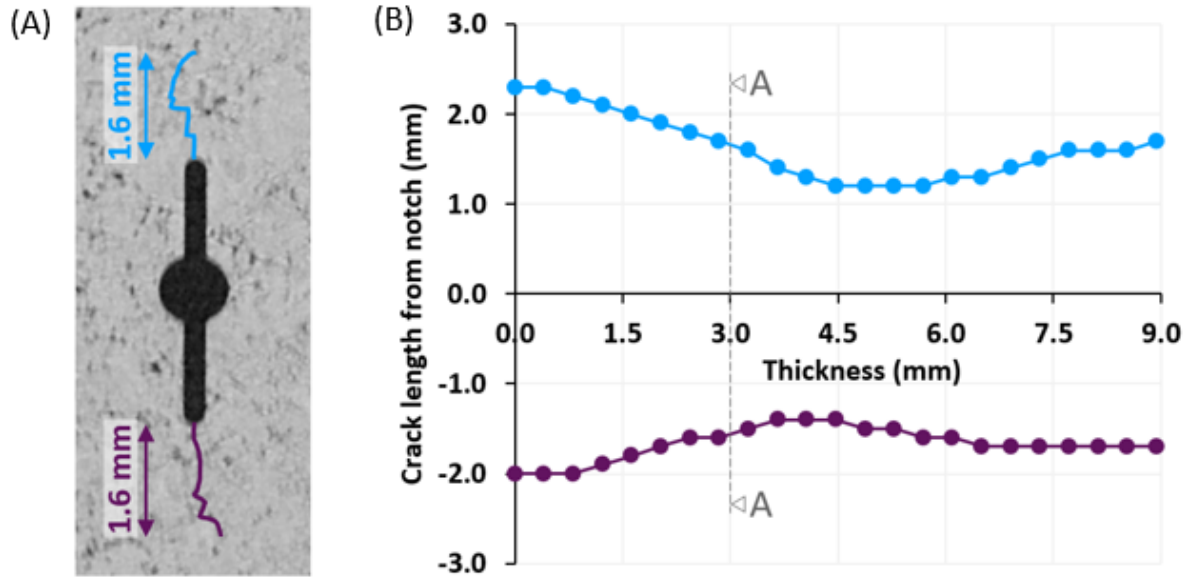 (A)
1.6 mm
1.6 mm
(B)
Crack length from notch (mm)
3.0
2.0
1.0
0.0
-1.0
-2.0
-3.0
A
0.0 1.5 3.0 4.5 6.0 7.5 9.0
Thickness (mm)
A